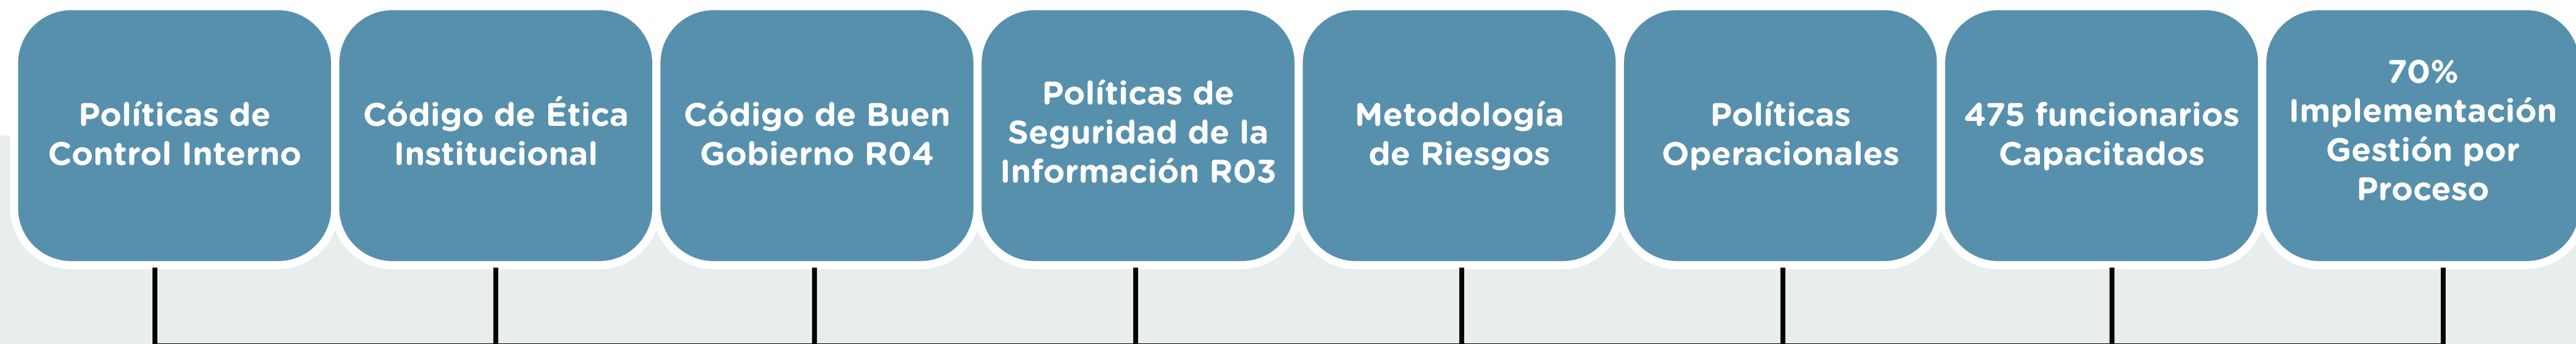 Políticas de
Control Interno
Código de Ética
Institucional
Código de Buen
Gobierno R04
Políticas de
Seguridad de la
Información R03
Metodología
de Riesgos
Políticas
Operacionales
475 funcionarios
Capacitados
70%
Implementación
Gestión por
Proceso